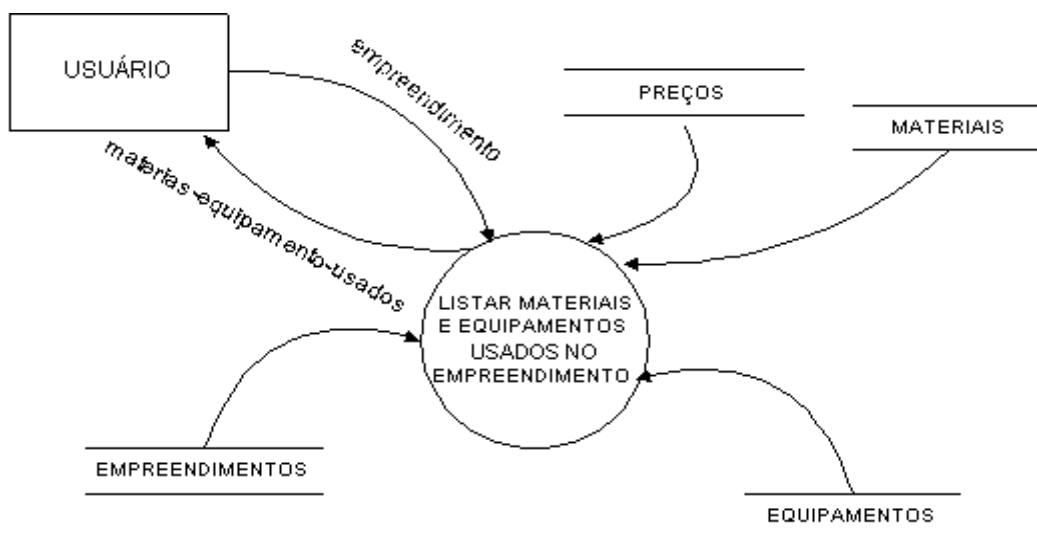 USUÁRIO
empreendimento
PREÇOS
MATERIAIS
materias-equipamento-usados
LISTAR MATERIAIS
E EQUIPAMENTOS
USADOS NO
EMPREENDIMENTO
EMPREENDIMENTOS
EQUIPAMENTOS